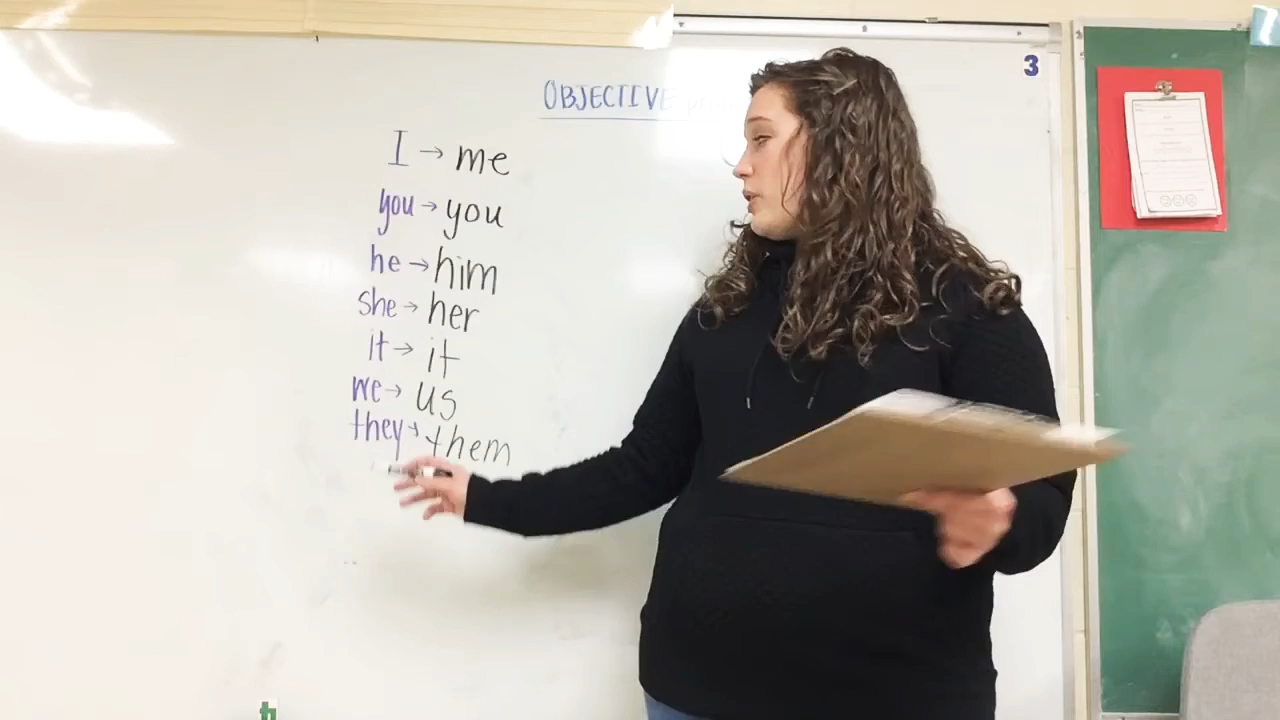 OBJECTIVE
3
I → me
you → you
he → him
she → her
it → it
we → us
they → them